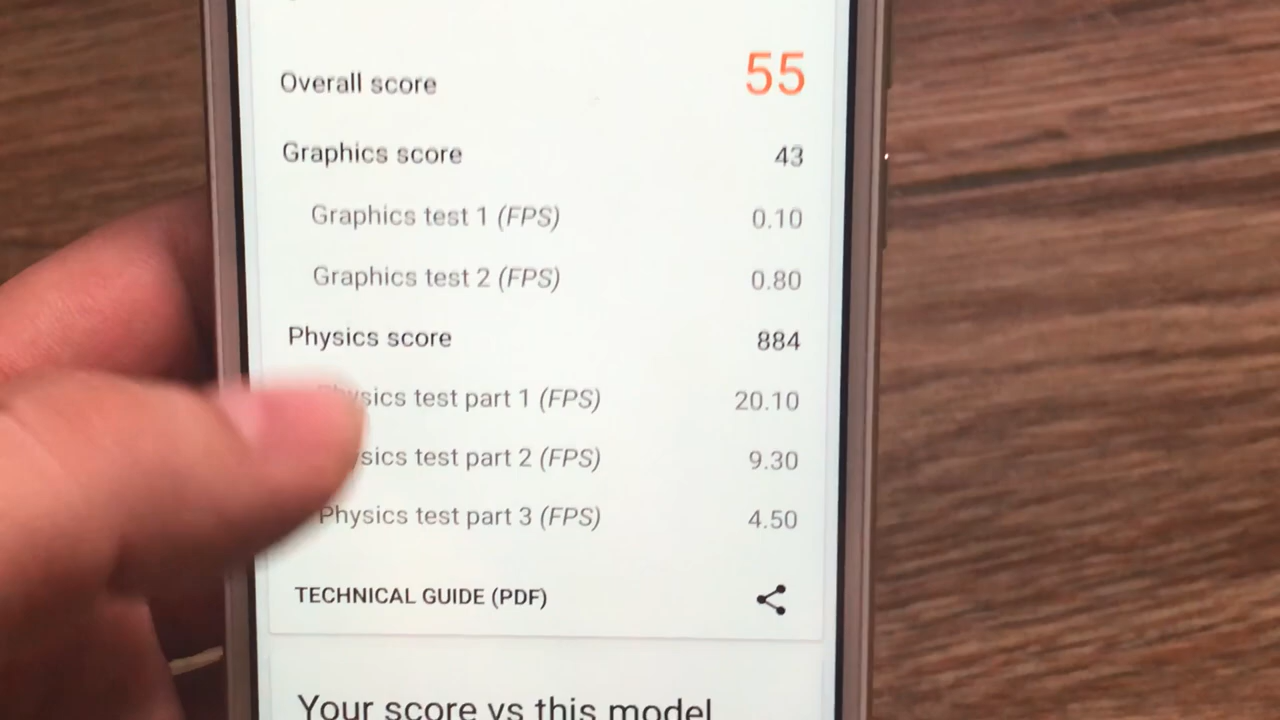 Overall score 55
Graphics score 43
Graphics test 1 (FPS) 0.10
Graphics test 2 (FPS) 0.80
Physics score 884
Physics test part 1 (FPS) 20.10
Physics test part 2 (FPS) 9.30
Physics test part 3 (FPS) 4.50
TECHNICAL GUIDE (PDF)
Your score vs this model